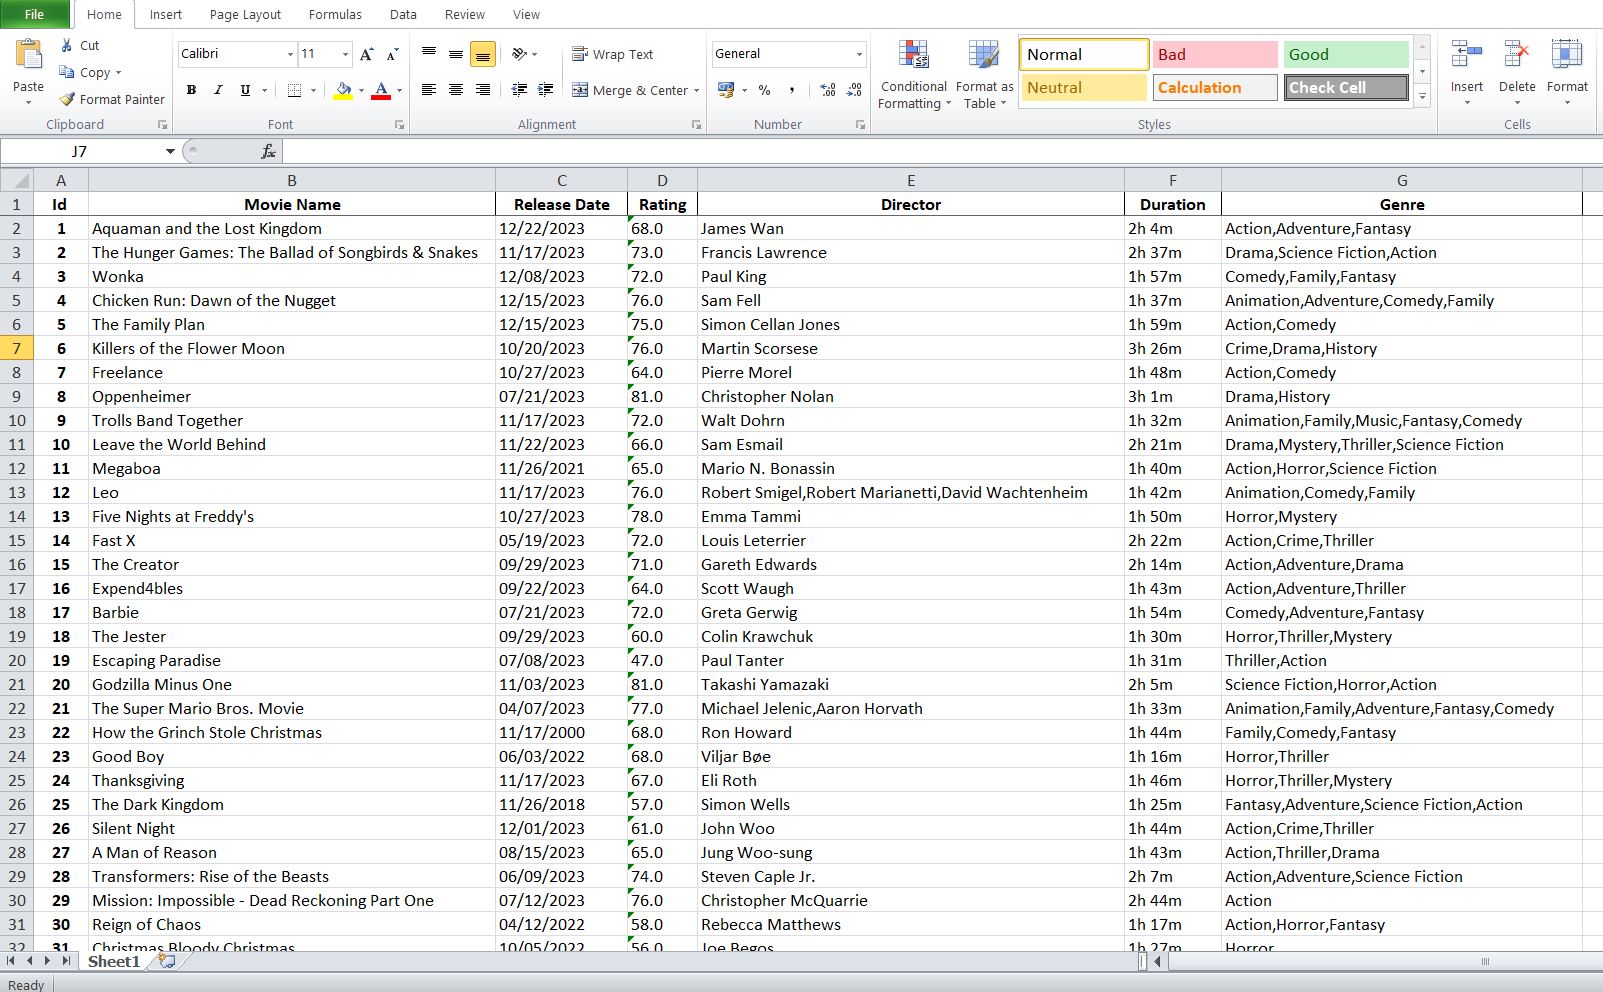 File Home Insert Page Layout Formulas Data Review View
Paste Cut Copy Format Painter Clipboard
Calibri 11 A A B I U A Font
Wrap Text Merge & Center Alignment
General % , .00 .00 Number
Conditional Formatting Format as Table Normal Bad Good Neutral Calculation Check Cell Styles
Insert Delete Format Cells
J7 fx
A B C D E F G
1 Id Movie Name Release Date Rating Director Duration Genre
2 1 Aquaman and the Lost Kingdom 12/22/2023 68.0 James Wan 2h 4m Action,Adventure,Fantasy
3 2 The Hunger Games: The Ballad of Songbirds & Snakes 11/17/2023 73.0 Francis Lawrence 2h 37m Drama,Science Fiction,Action
4 3 Wonka 12/08/2023 72.0 Paul King 1h 57m Comedy,Family,Fantasy
5 4 Chicken Run: Dawn of the Nugget 12/15/2023 76.0 Sam Fell 1h 37m Animation,Adventure,Comedy,Family
6 5 The Family Plan 12/15/2023 75.0 Simon Cellan Jones 1h 59m Action,Comedy
7 6 Killers of the Flower Moon 10/20/2023 76.0 Martin Scorsese 3h 26m Crime,Drama,History
8 7 Freelance 10/27/2023 64.0 Pierre Morel 1h 48m Action,Comedy
9 8 Oppenheimer 07/21/2023 81.0 Christopher Nolan 3h 1m Drama,History
10 9 Trolls Band Together 11/17/2023 72.0 Walt Dohrn 1h 32m Animation,Family,Music,Fantasy,Comedy
11 10 Leave the World Behind 11/22/2023 66.0 Sam Esmail 2h 21m Drama,Mystery,Thriller,Science Fiction
12 11 Megaboa 11/26/2021 65.0 Mario N. Bonassin 1h 40m Action,Horror,Science Fiction
13 12 Leo 11/17/2023 76.0 Robert Smigel,Robert Marianetti,David Wachtenheim 1h 42m Animation,Comedy,Family
14 13 Five Nights at Freddy's 10/27/2023 78.0 Emma Tammi 1h 50m Horror,Mystery
15 14 Fast X 05/19/2023 72.0 Louis Leterrier 2h 22m Action,Crime,Thriller
16 15 The Creator 09/29/2023 71.0 Gareth Edwards 2h 14m Action,Adventure,Drama
17 16 Expend4bles 09/22/2023 64.0 Scott Waugh 1h 43m Action,Adventure,Thriller
18 17 Barbie 07/21/2023 72.0 Greta Gerwig 1h 54m Comedy,Adventure,Fantasy
19 18 The Jester 09/29/2023 60.0 Colin Krawchuk 1h 30m Horror,Thriller,Mystery
20 19 Escaping Paradise 07/08/2023 47.0 Paul Tanter 1h 31m Thriller,Action
21 20 Godzilla Minus One 11/03/2023 81.0 Takashi Yamazaki 2h 5m Science Fiction,Horror,Action
22 21 The Super Mario Bros. Movie 04/07/2023 77.0 Michael Jelenic,Aaron Horvath 1h 33m Animation,Family,Adventure,Fantasy,Comedy
23 22 How the Grinch Stole Christmas 11/17/2000 68.0 Ron Howard 1h 44m Family,Comedy,Fantasy
24 23 Good Boy 06/03/2022 68.0 Viljar Bøe 1h 16m Horror,Thriller
25 24 Thanksgiving 11/17/2023 67.0 Eli Roth 1h 46m Horror,Thriller,Mystery
26 25 The Dark Kingdom 11/26/2018 57.0 Simon Wells 1h 25m Fantasy,Adventure,Science Fiction,Action
27 26 Silent Night 12/01/2023 61.0 John Woo 1h 44m Action,Crime,Thriller
28 27 A Man of Reason 08/15/2023 65.0 Jung Woo-sung 1h 43m Action,Thriller,Drama
29 28 Transformers: Rise of the Beasts 06/09/2023 74.0 Steven Caple Jr. 2h 7m Action,Adventure,Science Fiction
30 29 Mission: Impossible - Dead Reckoning Part One 07/12/2023 76.0 Christopher McQuarrie 2h 44m Action
31 30 Reign of Chaos 04/12/2022 58.0 Rebecca Matthews 1h 17m Action,Horror,Fantasy
32 31 Christmas Bloody Christmas 10/05/2022 56.0 Joe Begos 1h 27m Horror
Sheet1
Ready